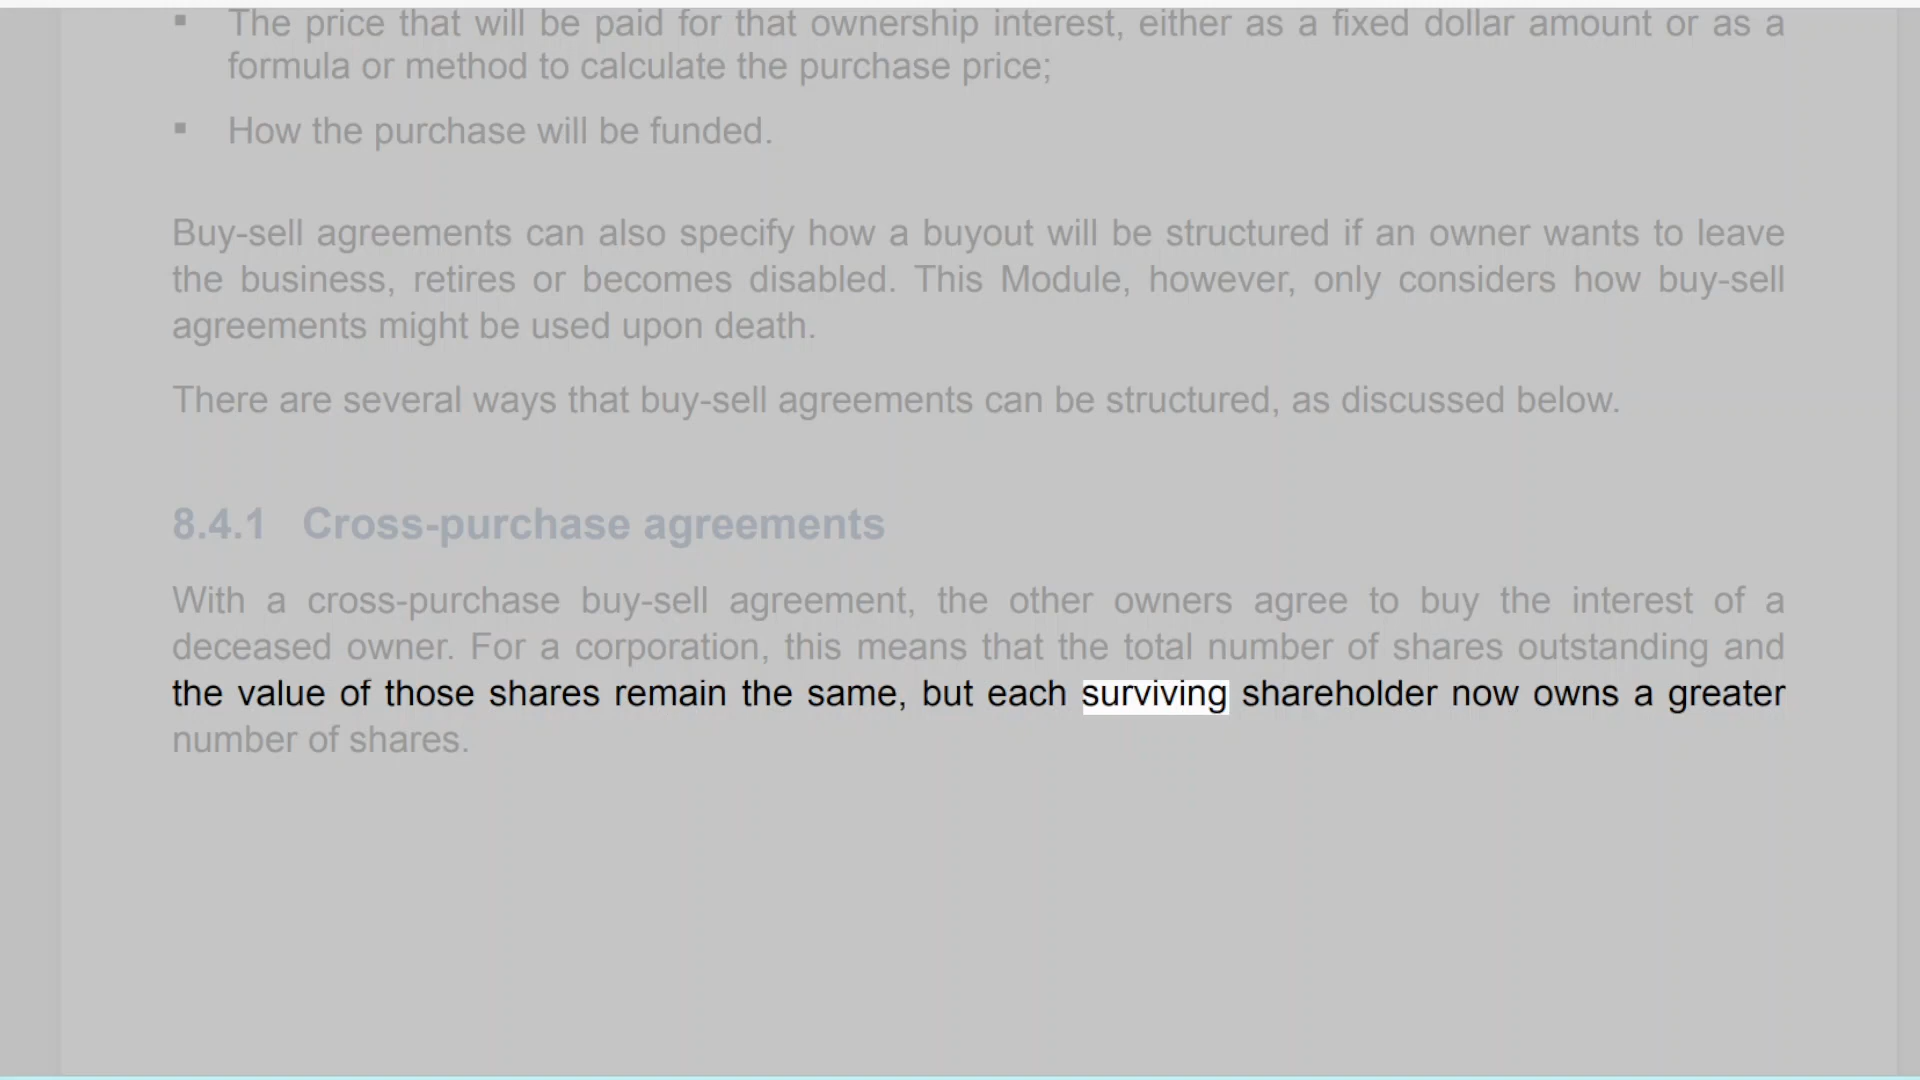 ▪ The price that will be paid for that ownership interest, either as a fixed dollar amount or as a
formula or method to calculate the purchase price;
▪ How the purchase will be funded.
Buy-sell agreements can also specify how a buyout will be structured if an owner wants to leave
the business, retires or becomes disabled. This Module, however, only considers how buy-sell
agreements might be used upon death.
There are several ways that buy-sell agreements can be structured, as discussed below.
8.4.1 Cross-purchase agreements
With a cross-purchase buy-sell agreement, the other owners agree to buy the interest of a
deceased owner. For a corporation, this means that the total number of shares outstanding and
the value of those shares remain the same, but each surviving shareholder now owns a greater
number of shares.